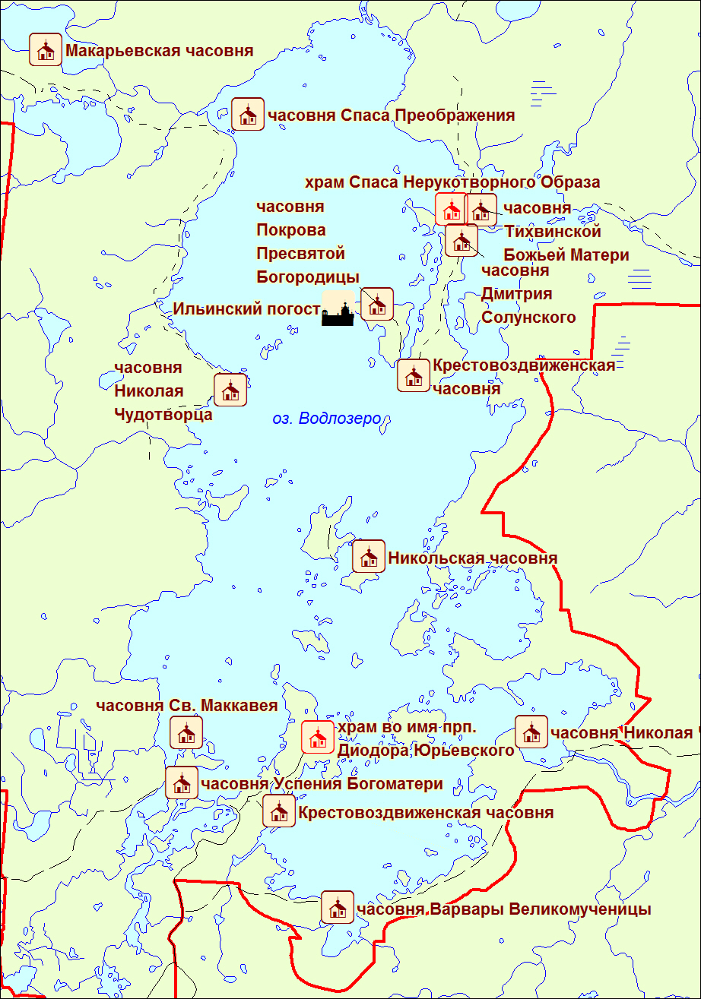 Макарьевская часовня
часовня Спаса Преображения
храм Спаса Нерукотворного Образа
часовня
Покрова
Пресвятой
Богородицы
часовня
Тихвинской
Божьей Матери
часовня
Дмитрия
Солунского
Ильинский погост
Крестовоздвиженская
часовня
часовня
Николая
Чудотворца
оз. Водлозеро
Никольская часовня
часовня Св. Маккавея
храм во имя прп.
Диодора Юрьевского
часовня Николая
часовня Успения Богоматери
Крестовоздвиженская часовня
часовня Варвары Великомученицы